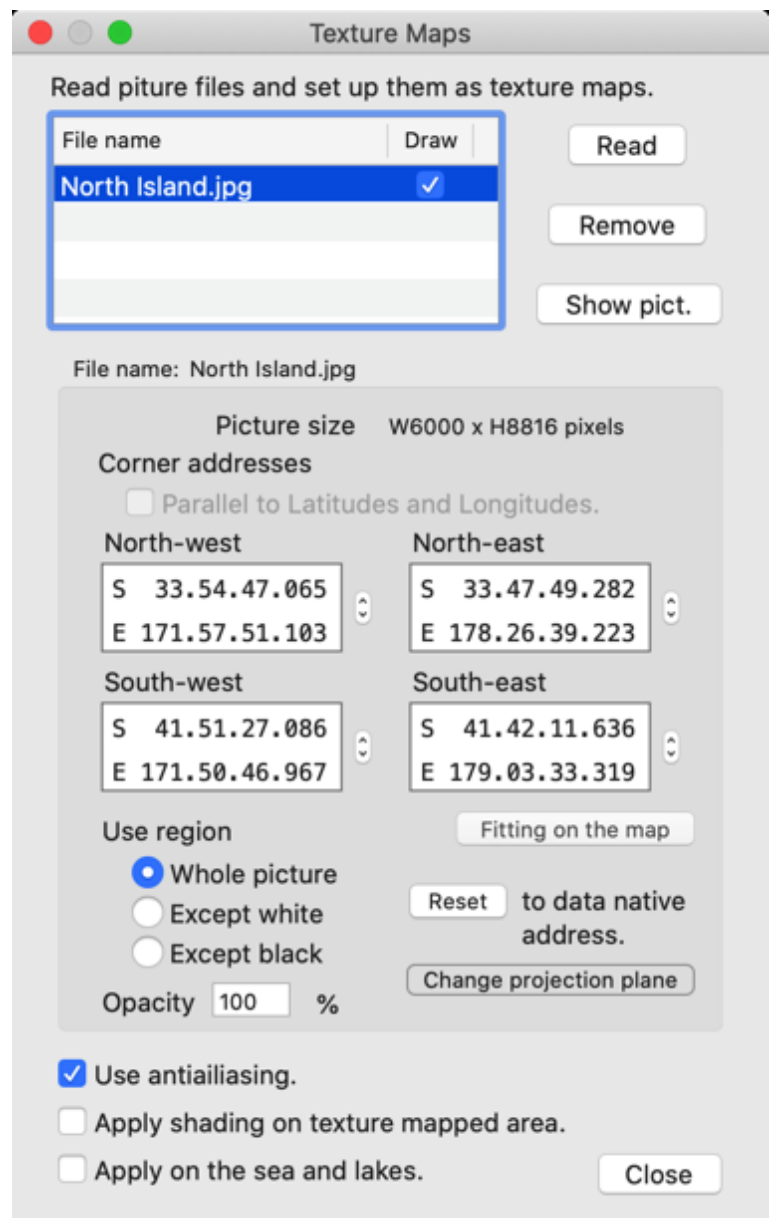 Texture Maps
Read piture files and set up them as texture maps.
File name Draw
Read
North Island.jpg
Remove
Show pict.
File name: North Island.jpg
Picture size W6000 x H8816 pixels
Corner addresses
Parallel to Latitudes and Longitudes.
North-west North-east
S 33.54.47.065 S 33.47.49.282
E 171.57.51.103 E 178.26.39.223
South-west South-east
S 41.51.27.086 S 41.42.11.636
E 171.50.46.967 E 179.03.33.319
Use region Fitting on the map
Whole picture
Reset to data native
Except white
address.
Except black
Change projection plane
Opacity 100 %
Use antiailiasing.
Apply shading on texture mapped area.
Apply on the sea and lakes. Close